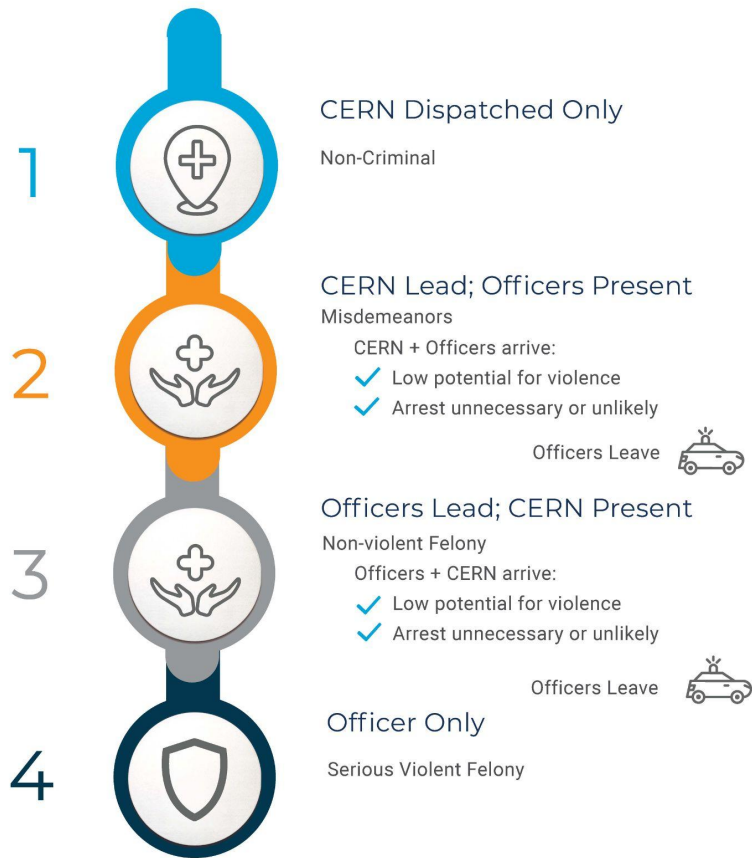 1
CERN Dispatched Only
Non-Criminal
2
CERN Lead; Officers Present
Misdemeanors
CERN + Officers arrive:
Low potential for violence
Arrest unnecessary or unlikely
Officers Leave
3
Officers Lead; CERN Present
Non-violent Felony
Officers + CERN arrive:
Low potential for violence
Arrest unnecessary or unlikely
Officers Leave
4
Officer Only
Serious Violent Felony